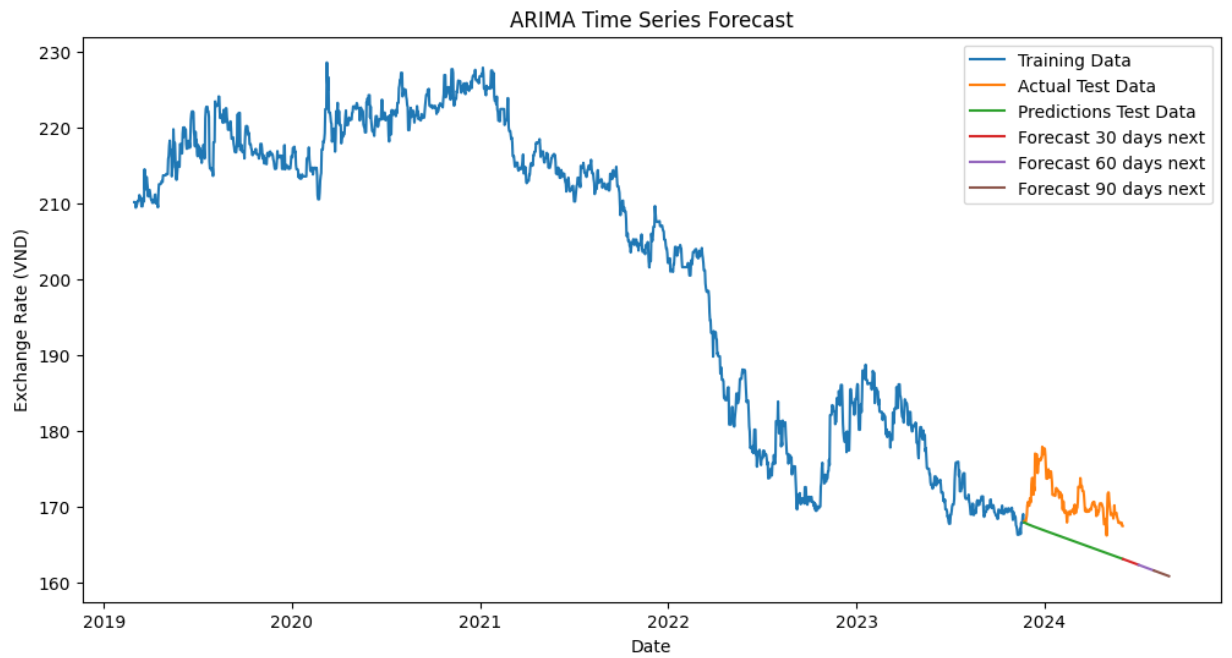 ARIMA Time Series Forecast
Exchange Rate (VND)
230
220
210
200
190
180
170
160
Training Data
Actual Test Data
Predictions Test Data
Forecast 30 days next
Forecast 60 days next
Forecast 90 days next
2019 2020 2021 2022 2023 2024
Date